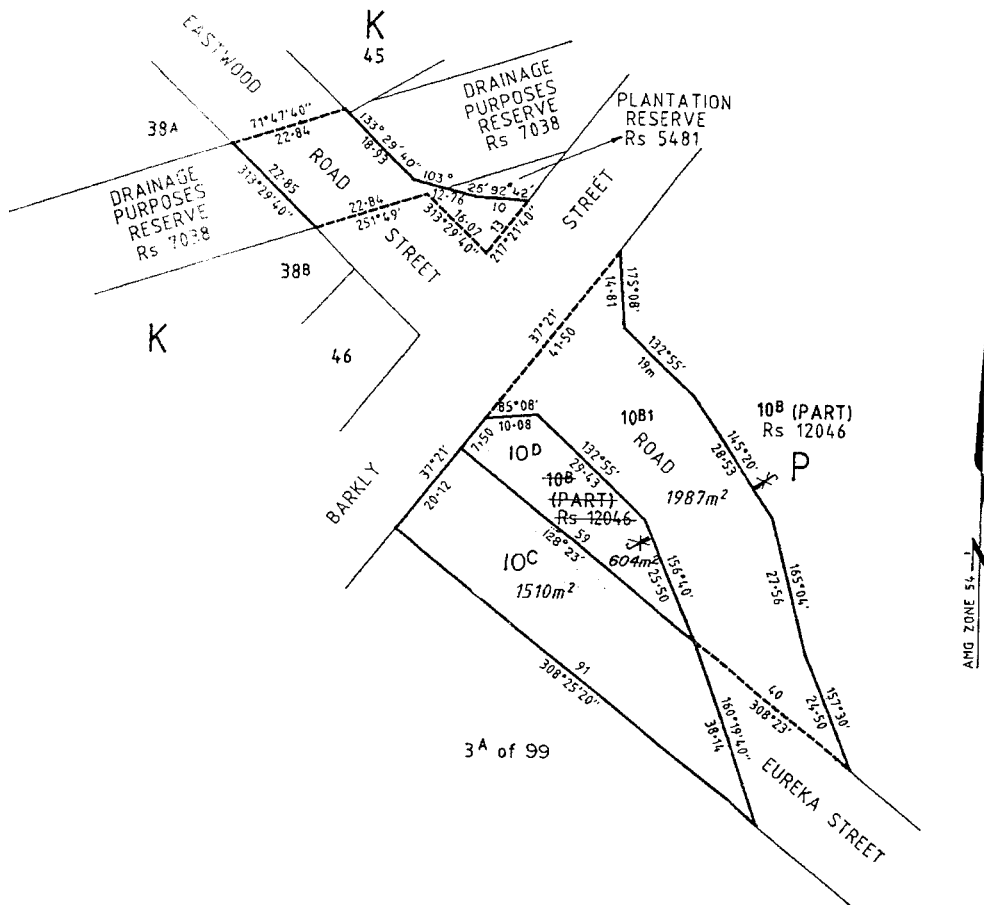 K
45
EASTWOOD
38A
71°47'40"
22·84
133° 29' 40"
18·93
DRAINAGE
PURPOSES
RESERVE
Rs 7038
PLANTATION
RESERVE
Rs 5481
ROAD
103°
25' 92°42'
12·76
10
22·85
313°29'40"
22·84
251°49'
16·07
313°29'40"
13
217°21'40"
DRAINAGE
PURPOSES
RESERVE
Rs 7038
STREET
STREET
38B
K
46
175°08'
14·81
37°21'
41·50
132°55'
19m
85°08'
10·08
10B1
ROAD
1987m²
10B (PART)
Rs 12046
P
145°20'
28·53
7·50
37°21'
20·12
BARKLY
10D
132°55'
29·43
10B
(PART)
Rs 12046
604m²
59
128°23'
10C
1510m²
156°40'
25·50
165°04'
27·56
91
308°25'20"
40
308°23'
157°30'
24·50
160°19'40"
38·14
3A of 99
EUREKA STREET
AMG ZONE 54